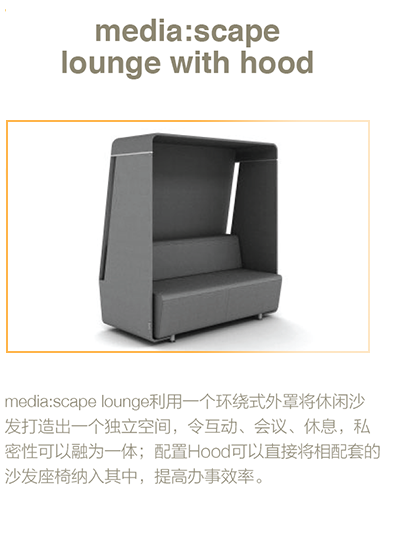 media:scape
lounge with hood
media:scape lounge利用一个环绕式外罩将休闲沙
发打造出一个独立空间，令互动、会议、休息，私
密性可以融为一体；配置Hood可以直接将相配套的
沙发座椅纳入其中，提高办事效率。